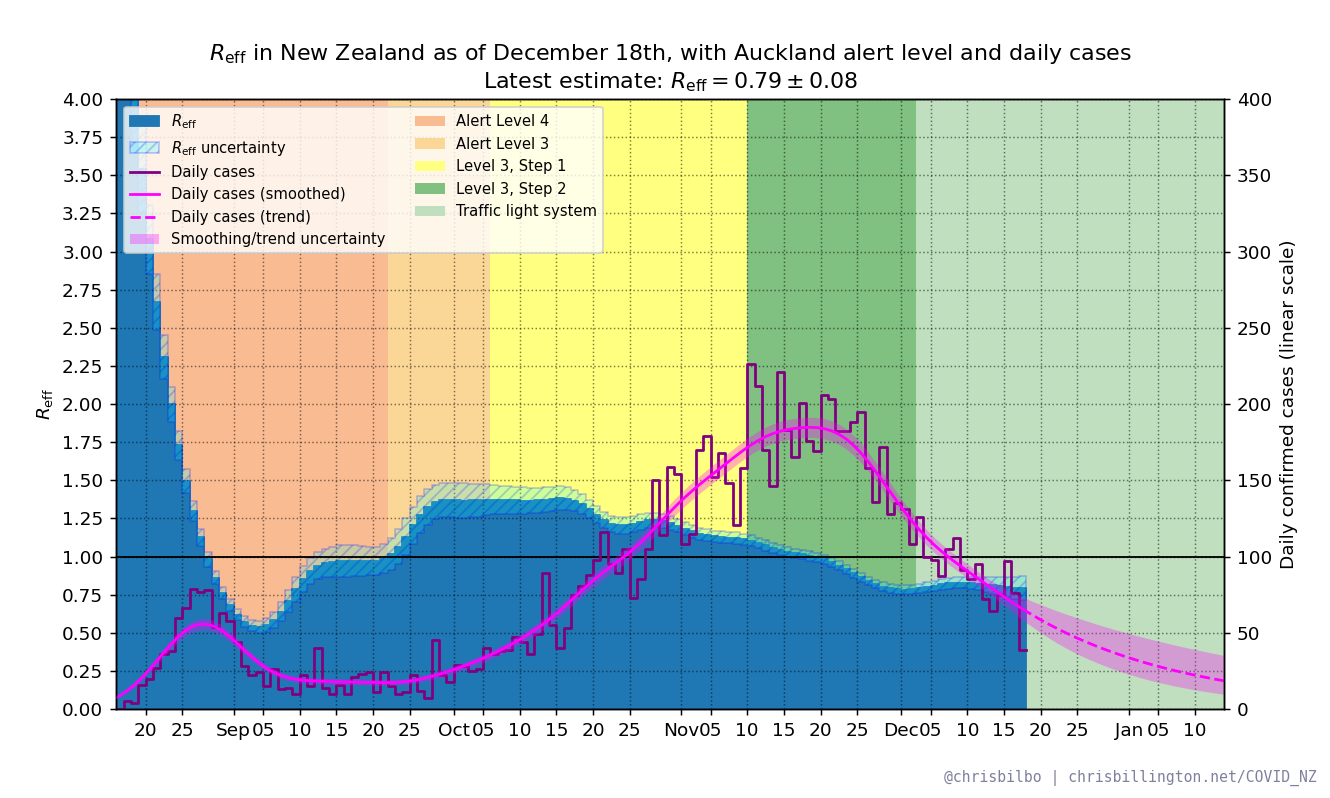 Reff in New Zealand as of December 18th, with Auckland alert level and daily cases
Latest estimate: Reff = 0.79 ± 0.08
Reff
Reff uncertainty
Daily cases
Daily cases (smoothed)
Daily cases (trend)
Smoothing/trend uncertainty
Alert Level 4
Alert Level 3
Level 3, Step 1
Level 3, Step 2
Traffic light system
Reff
4.00
3.75
3.50
3.25
3.00
2.75
2.50
2.25
2.00
1.75
1.50
1.25
1.00
0.75
0.50
0.25
0.00
400
350
300
250
200
150
100
50
0
Daily confirmed cases (linear scale)
20 25 Sep 05 10 15 20 25 Oct 05 10 15 20 25 Nov 05 10 15 20 25 Dec 05 10 15 20 25 Jan 05 10
@chrisbilbo | chrisbillington.net/COVID_NZ